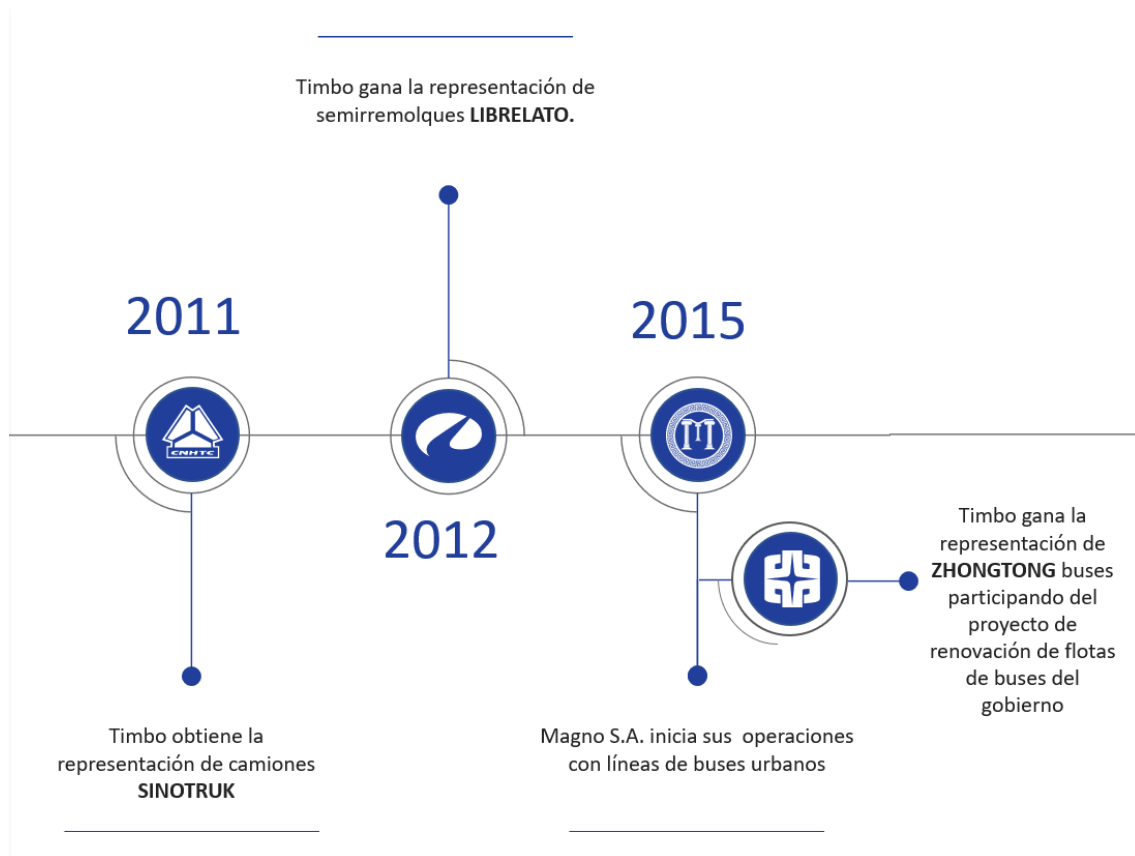 Timbo gana la representación de
semirremolques LIBRELATO.
2011
2015
CNHTC
2012
Timbo gana la
representación de
ZHONGTONG buses
participando del
proyecto de
renovación de flotas
de buses del
gobierno
Timbo obtiene la
representación de camiones
SINOTRUK
Magno S.A. inicia sus operaciones
con líneas de buses urbanos